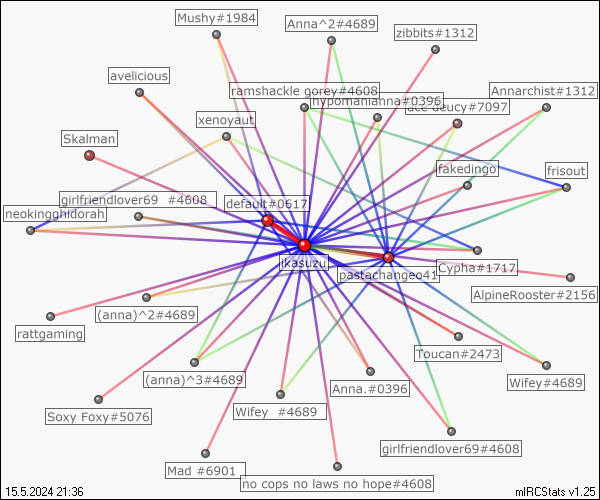 Mushy#1984
Anna^2#4689
zibbits#1312
avelicious
ramshackle gorey#4608
Annarchist#1312
hypomanianna#0396
ace deucy#7097
xenoyaut
Skalman
fakedingo
frisout
girlfriendlover69 #4608
default#0617
neokingghidorah
ikasuzu
pastachangeo41
Cypha#1717
AlpineRooster#2156
(anna)^2#4689
rattgaming
Toucan#2473
(anna)^3#4689
Anna.#0396
Wifey#4689
Soxy Foxy#5076
Wifey #4689
girlfriendlover69#4608
Mad #6901
no cops no laws no hope#4608
15.5.2024 21:36
mIRCStats v1.25